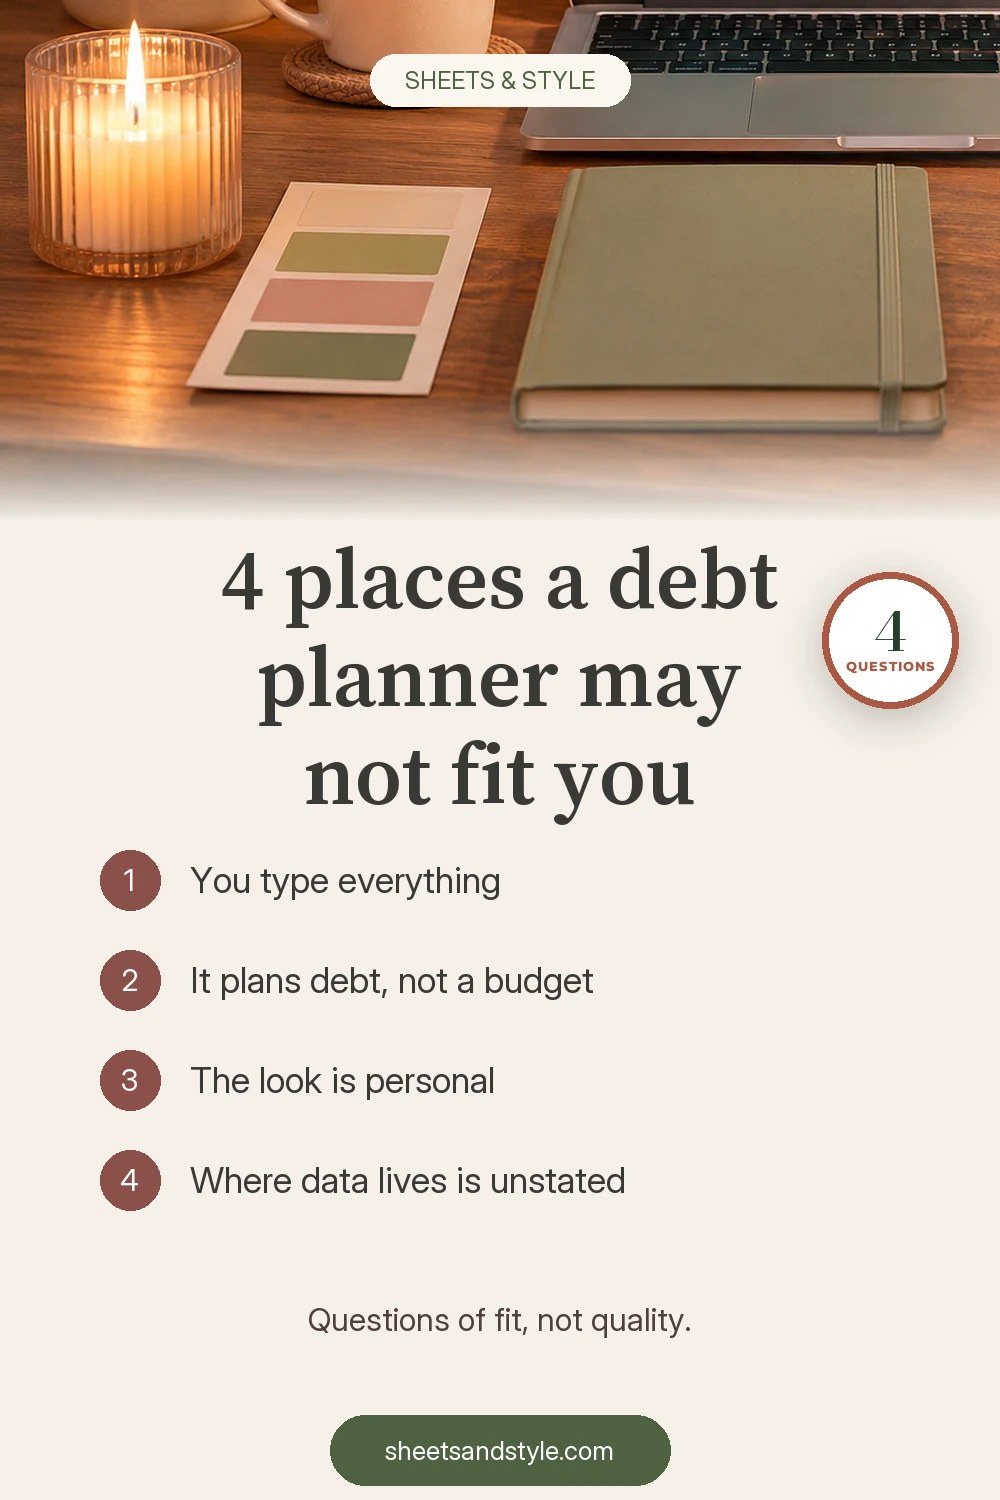 SHEETS & STYLE
4 places a debt
planner may
not fit you
4
QUESTIONS
1 You type everything
2 It plans debt, not a budget
3 The look is personal
4 Where data lives is unstated
Questions of fit, not quality.
sheetsandstyle.com